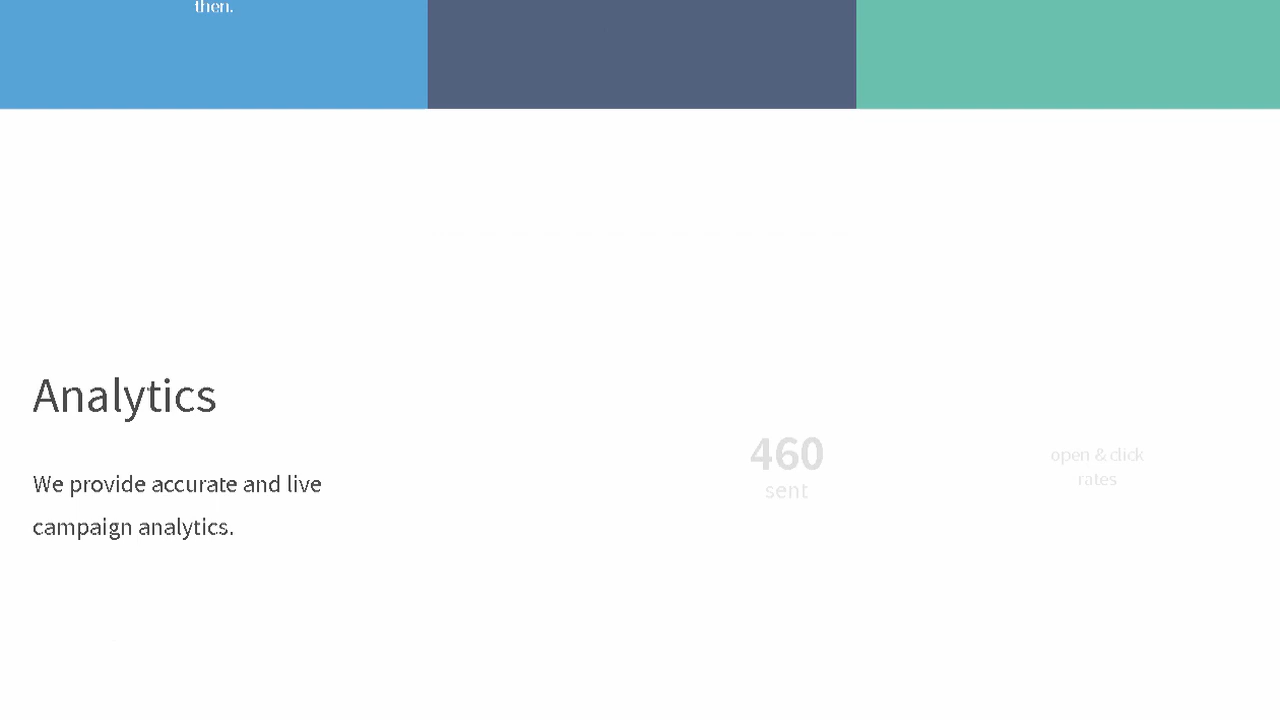 then.
Analytics
We provide accurate and live
campaign analytics.
460
sent
open & click
rates